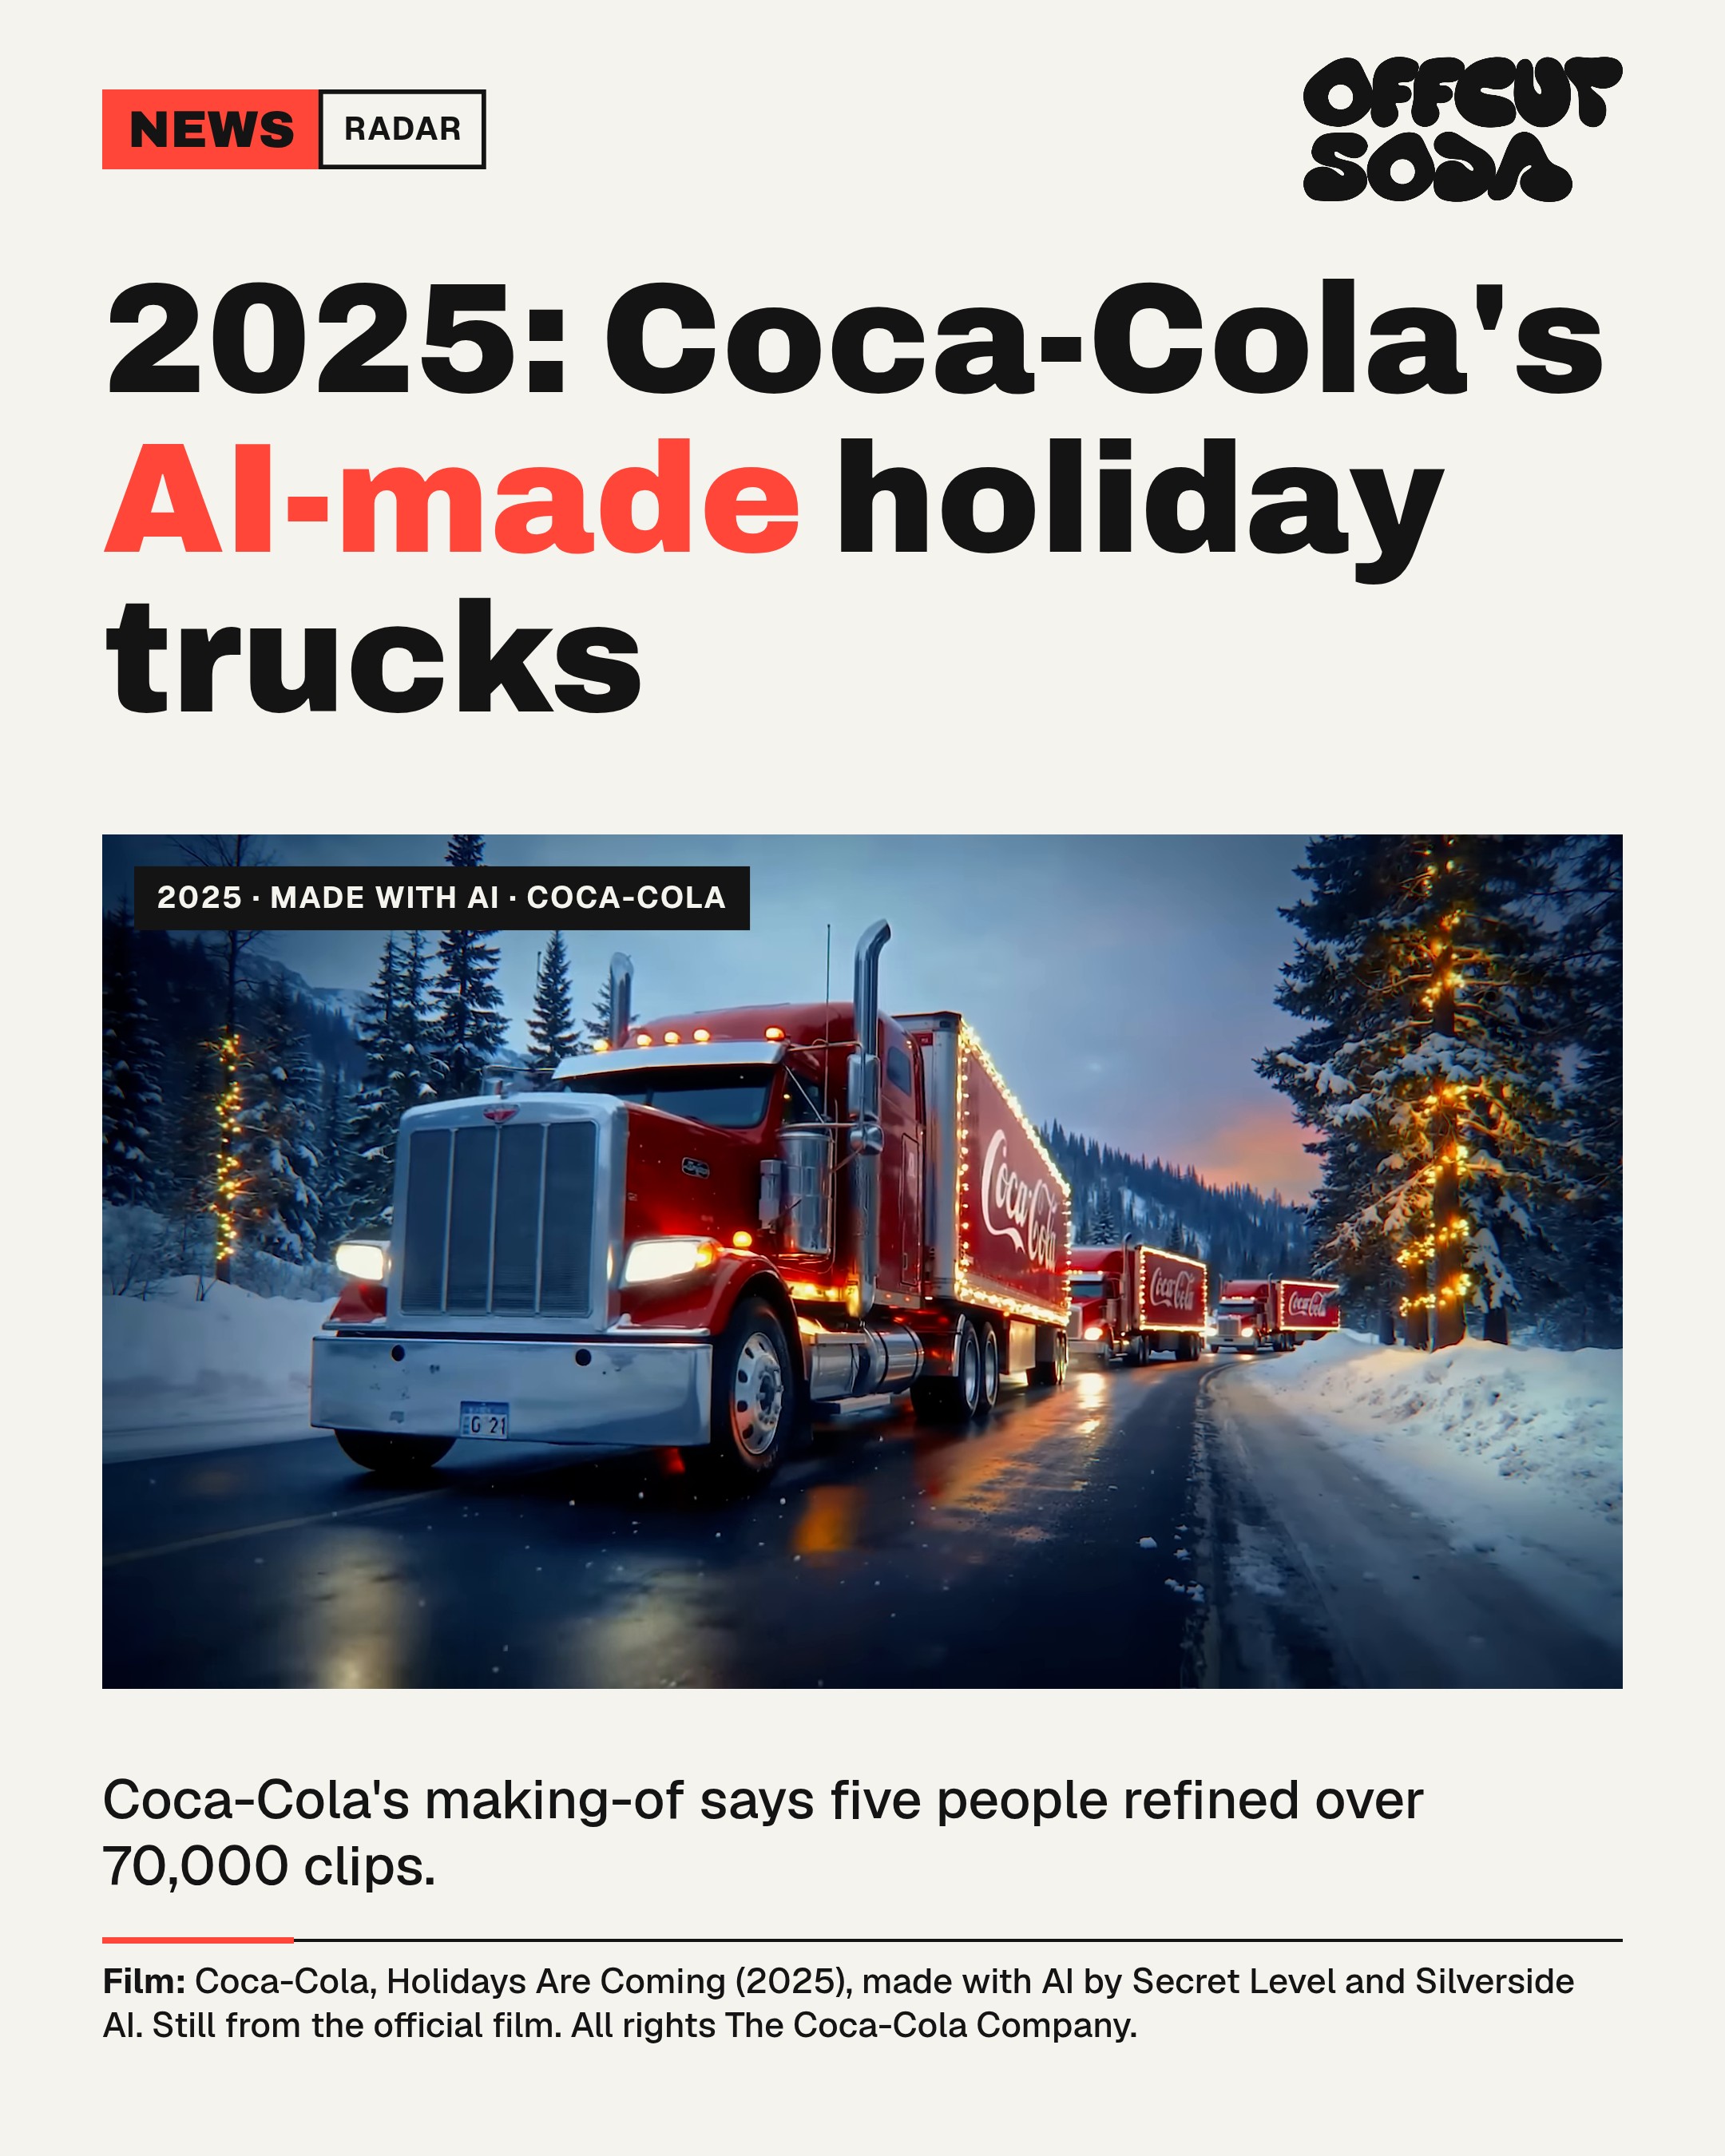 NEWS RADAR
OFFCUT
SODA
2025: Coca-Cola's
AI-made holiday
trucks
2025 · MADE WITH AI · COCA-COLA
Coca-Cola
Coca-Cola
Coca-Cola
G 21
Coca-Cola's making-of says five people refined over
70,000 clips.
Film: Coca-Cola, Holidays Are Coming (2025), made with AI by Secret Level and Silverside
AI. Still from the official film. All rights The Coca-Cola Company.